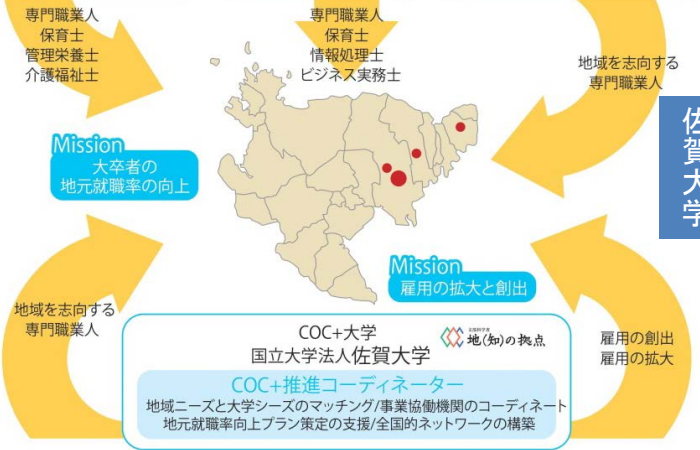 専門職業人
保育士
管理栄養士
介護福祉士
専門職業人
保育士
情報処理士
ビジネス実務士
地域を志向する
専門職業人
佐賀大学
Mission
大卒者の
地元就職率の向上
Mission
雇用の拡大と創出
地域を志向する
専門職業人
COC+大学
国立大学法人佐賀大学
地(知)の拠点
COC+推進コーディネーター
地域ニーズと大学シーズのマッチング/事業協働機関のコーディネート
地元就職率向上プラン策定の支援/全国的ネットワークの構築
雇用の創出
雇用の拡大